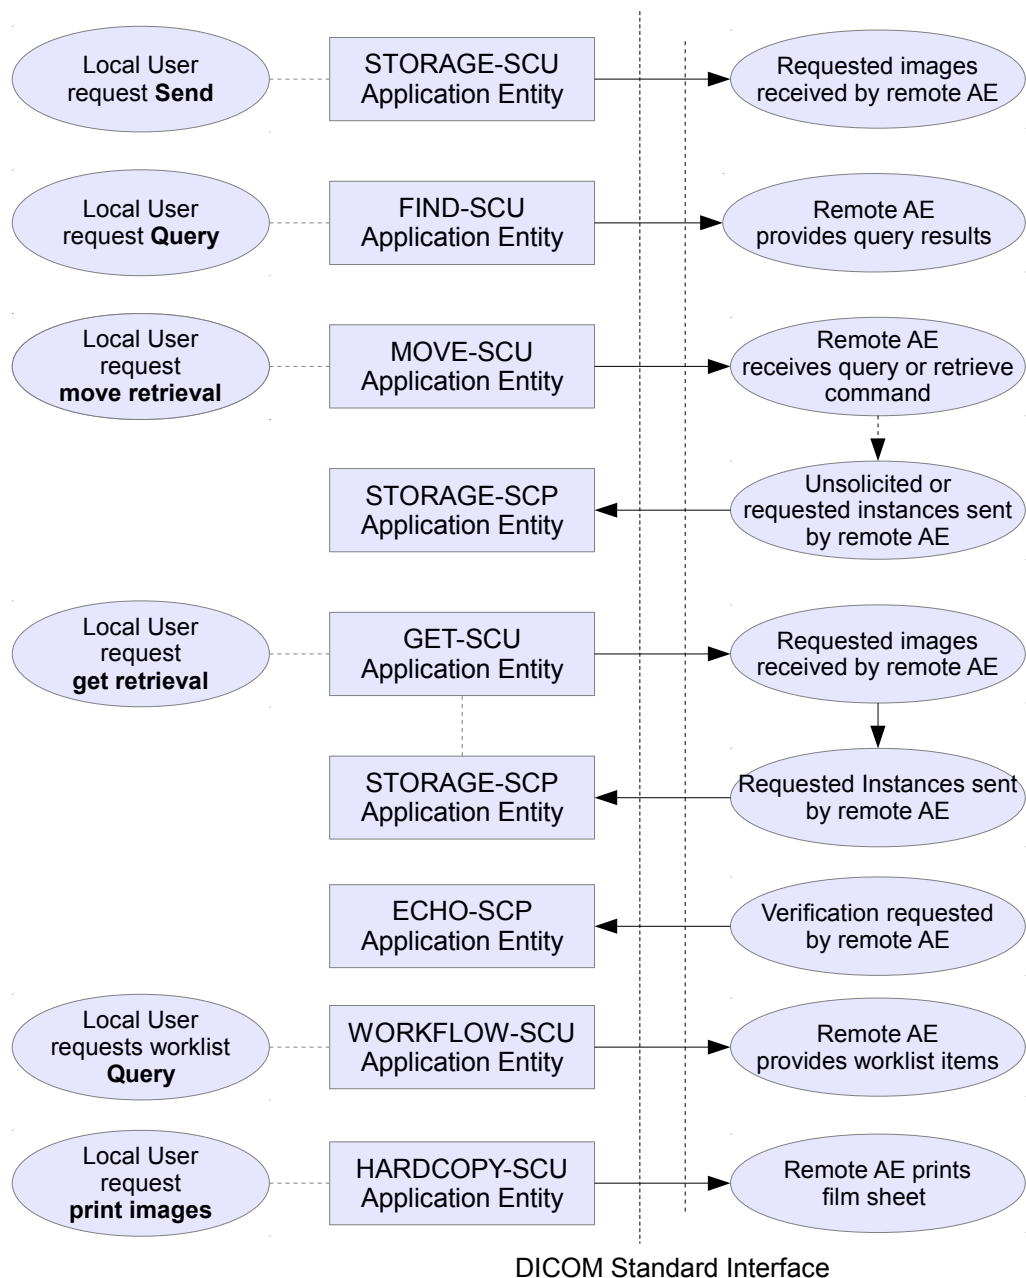 Local User
request Send
STORAGE-SCU
Application Entity
Requested images
received by remote AE
Local User
request Query
FIND-SCU
Application Entity
Remote AE
provides query results
Local User
request
move retrieval
MOVE-SCU
Application Entity
Remote AE
receives query or retrieve
command
STORAGE-SCP
Application Entity
Unsolicited or
requested instances sent
by remote AE
Local User
request
get retrieval
GET-SCU
Application Entity
Requested images
received by remote AE
STORAGE-SCP
Application Entity
Requested Instances sent
by remote AE
ECHO-SCP
Application Entity
Verification requested
by remote AE
Local User
requests worklist
Query
WORKFLOW-SCU
Application Entity
Remote AE
provides worklist items
Local User
request
print images
HARDCOPY-SCU
Application Entity
Remote AE prints
film sheet
DICOM Standard Interface